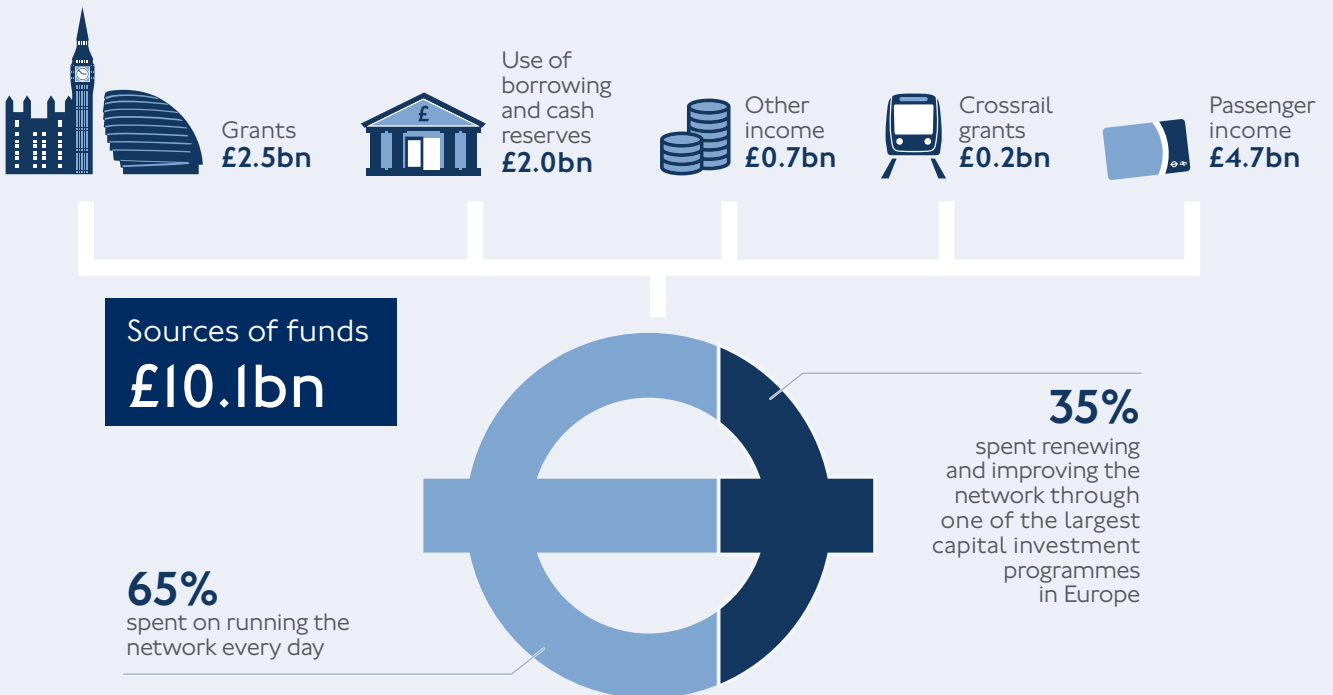 Grants
£2.5bn
£
Use of
borrowing
and cash
reserves
£2.0bn
Other
income
£0.7bn
Crossrail
grants
£0.2bn
Passenger
income
£4.7bn
Sources of funds
£10.1bn
35%
spent renewing
and improving the
network through
one of the largest
capital investment
programmes
in Europe
65%
spent on running the
network every day